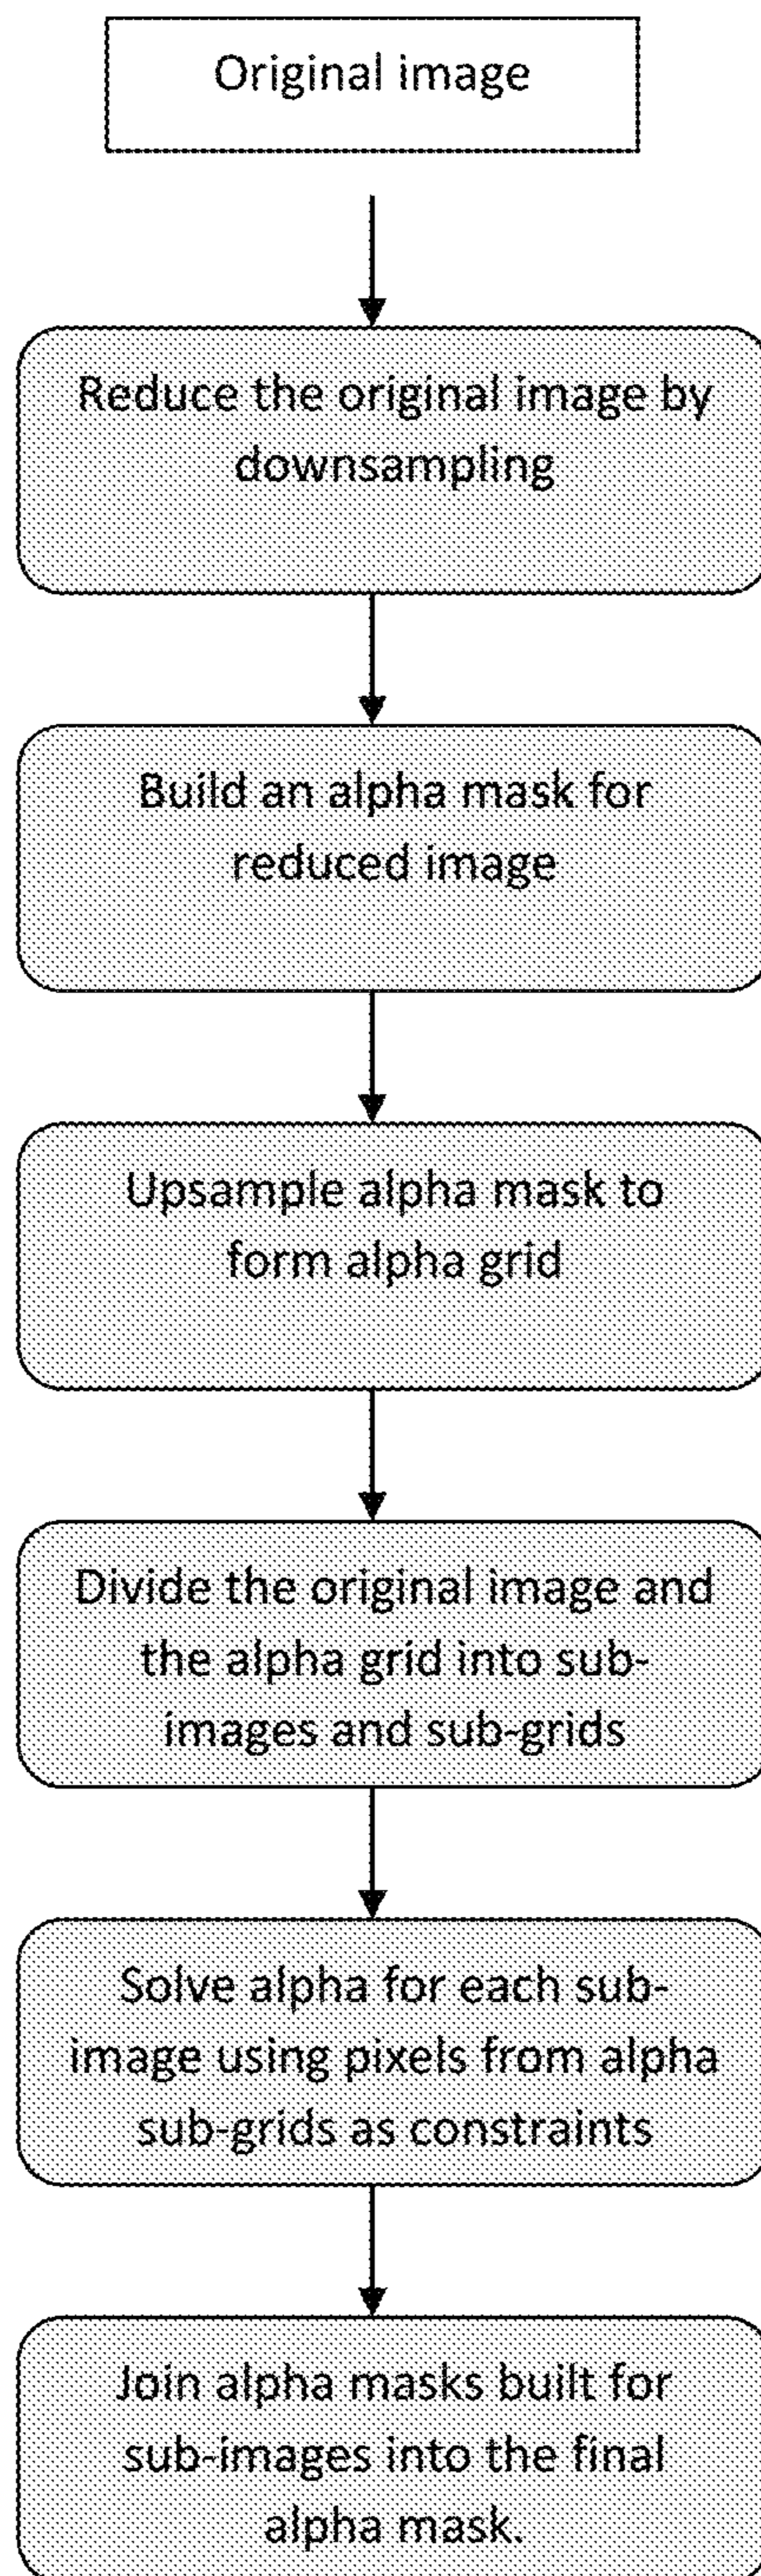 Original image
Reduce the original image by
downsampling
Build an alpha mask for
reduced image
Upsample alpha mask to
form alpha grid
Divide the original image and
the alpha grid into sub-
images and sub-grids
Solve alpha for each sub-
image using pixels from alpha
sub-grids as constraints
Join alpha masks built for
sub-images into the final
alpha mask.